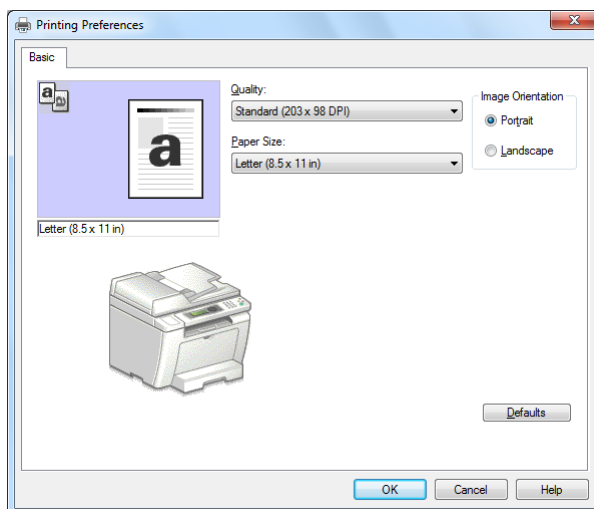 Printing Preferences
Basic
a a
a
Letter (8.5 x 11 in)
Quality:
Standard (203 x 98 DPI)
Paper Size:
Letter (8.5 x 11 in)
Image Orientation
Portrait
Landscape
Defaults
OK Cancel Help